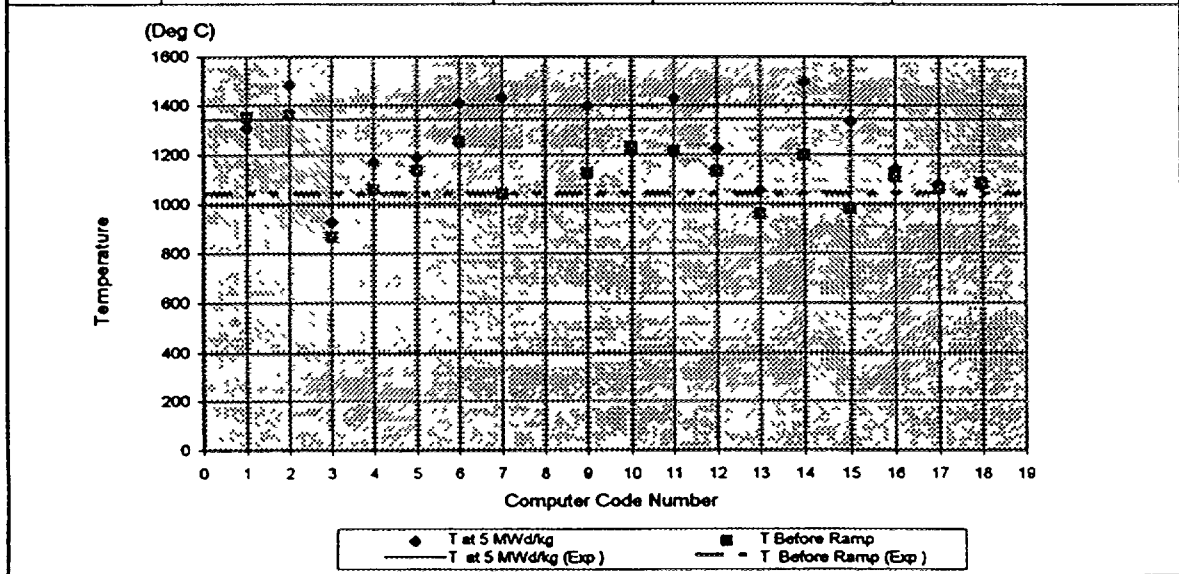 (Deg C)
1600
1400
1200
1000
800
600
400
200
0
Temperature
0 1 2 3 4 5 6 7 8 9 10 11 12 13 14 15 16 17 18 19
Computer Code Number
T at 5 MWd/kg T Before Ramp
T at 5 MWd/kg (Exp ) T Before Ramp (Exp )